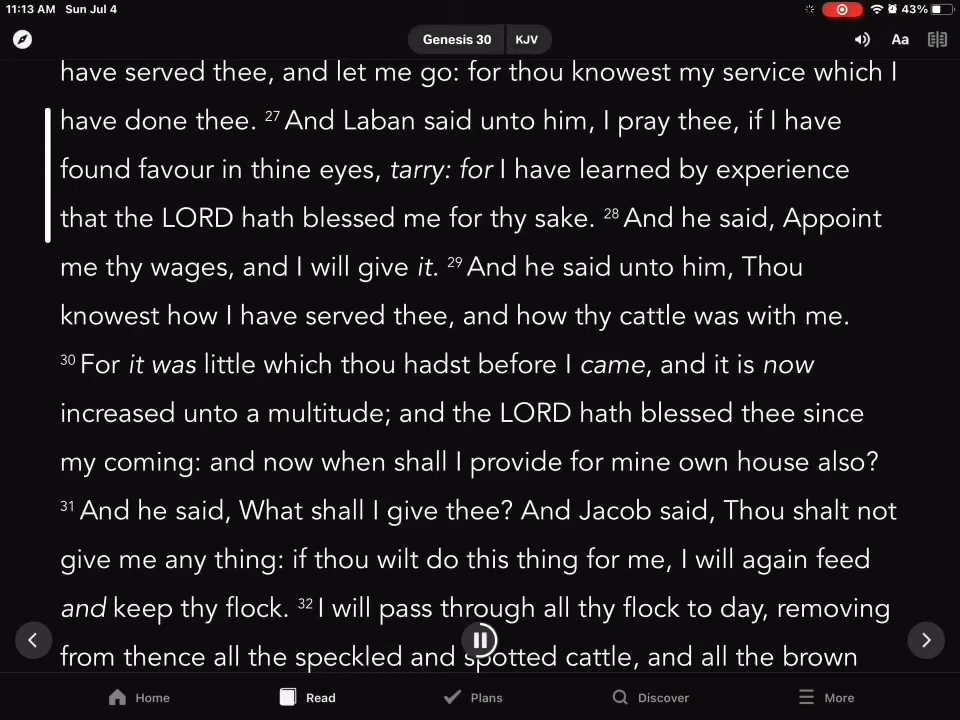 11:13 AM Sun Jul 4 43%
Genesis 30 KJV Aa
have served thee, and let me go: for thou knowest my service which I
have done thee. 27 And Laban said unto him, I pray thee, if I have
found favour in thine eyes, tarry: for I have learned by experience
that the LORD hath blessed me for thy sake. 28 And he said, Appoint
me thy wages, and I will give it. 29 And he said unto him, Thou
knowest how I have served thee, and how thy cattle was with me.
30 For it was little which thou hadst before I came, and it is now
increased unto a multitude; and the LORD hath blessed thee since
my coming: and now when shall I provide for mine own house also?
31 And he said, What shall I give thee? And Jacob said, Thou shalt not
give me any thing: if thou wilt do this thing for me, I will again feed
and keep thy flock. 32 I will pass through all thy flock to day, removing
from thence all the speckled and spotted cattle, and all the brown
Home Read Plans Discover More